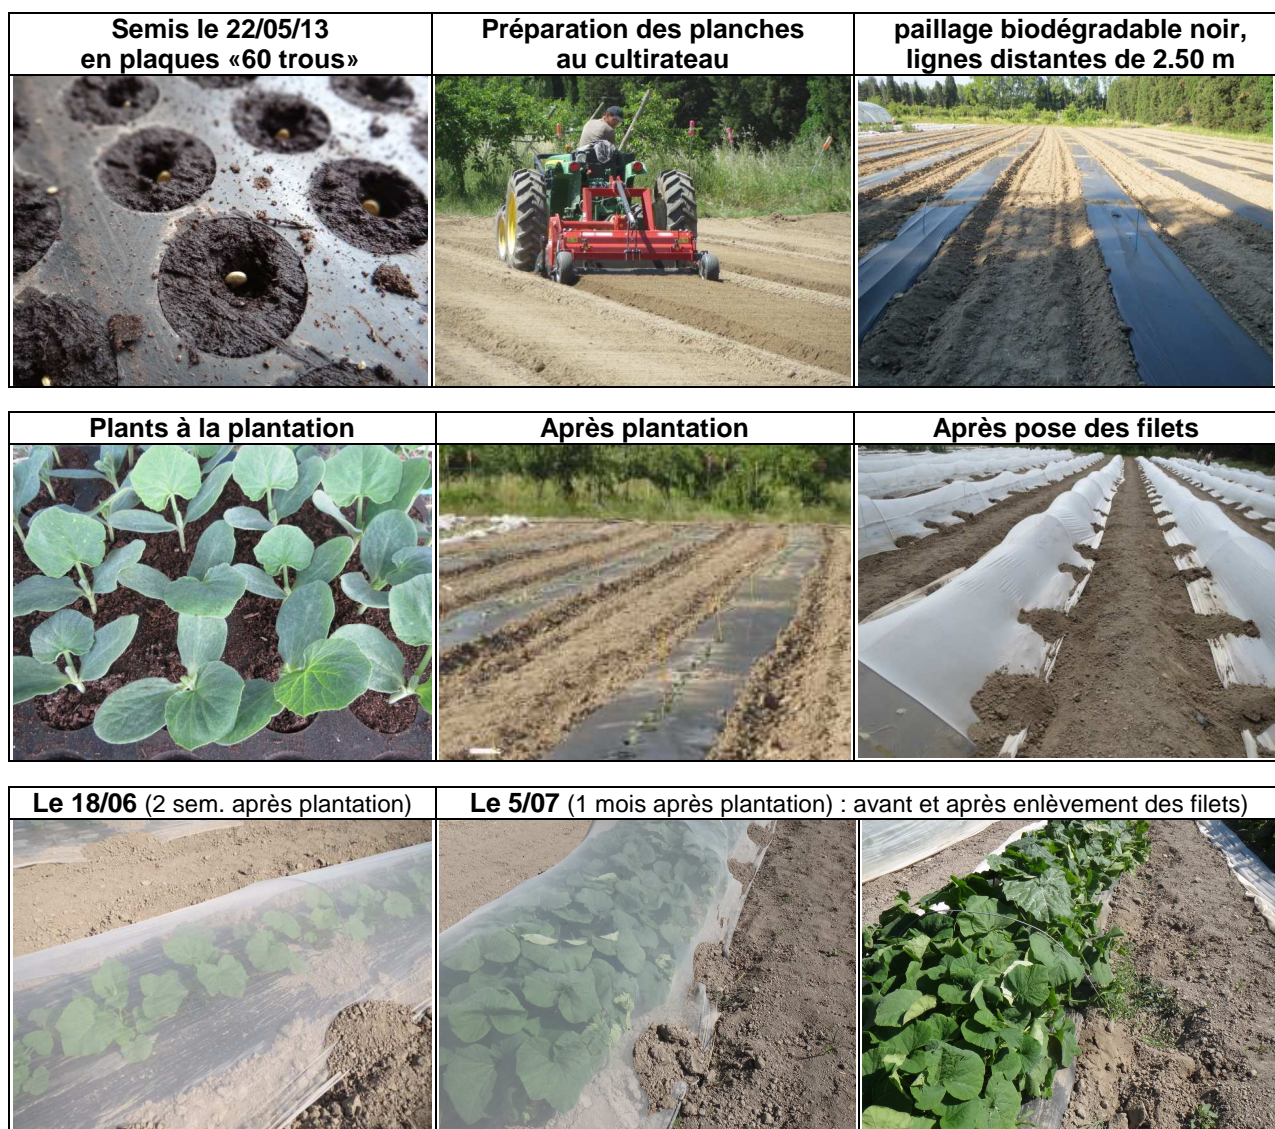 Semis le 22/05/13
en plaques «60 trous»
Préparation des planches
au cultirateau
paillage biodégradable noir,
lignes distantes de 2.50 m
Plants à la plantation
Après plantation
Après pose des filets
Le 18/06 (2 sem. après plantation)
Le 5/07 (1 mois après plantation) : avant et après enlèvement des filets)